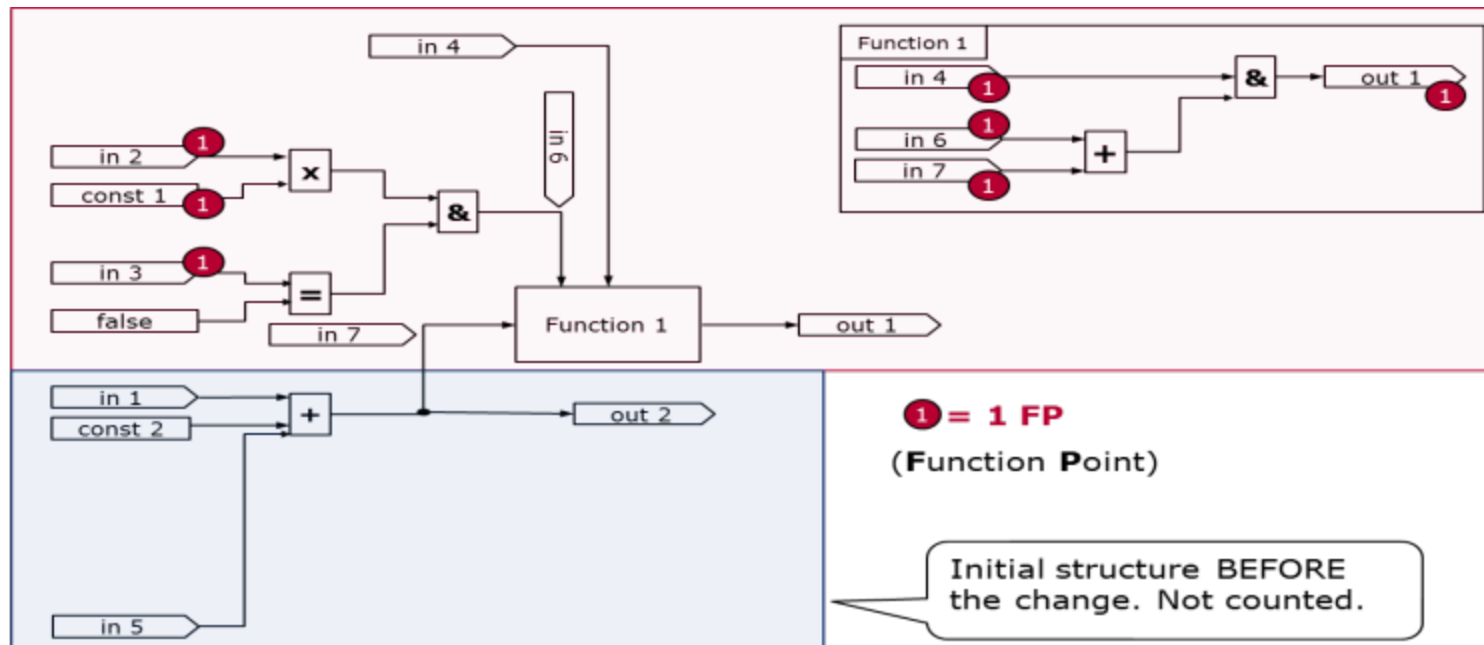 in 4
Function 1
in 4
1
&
out 1
1
in 6
1
in 2
1
x
const 1
1
in 6
1
+
in 7
1
&
in 3
1
=
false
in 7
Function 1
out 1
in 1
+
const 2
out 2
1 = 1 FP
(Function Point)
Initial structure BEFORE
the change. Not counted.
in 5